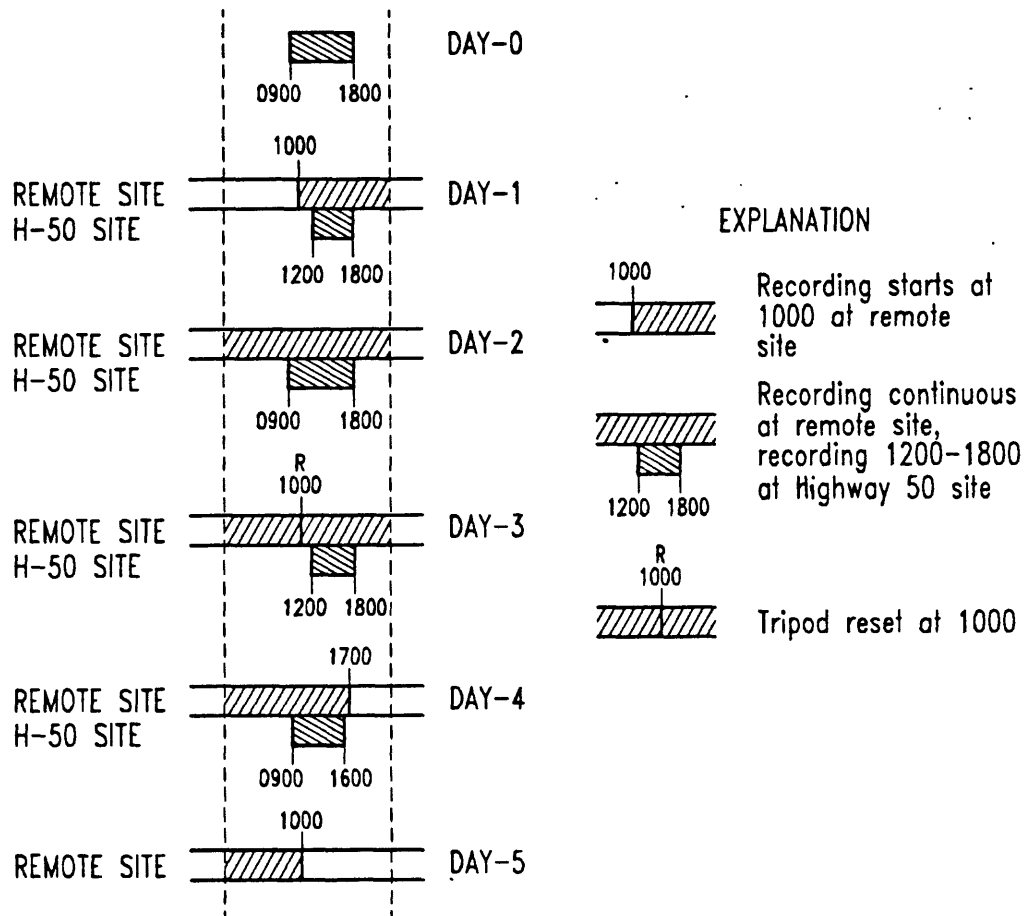 DAY-0
0900 1800
1000
REMOTE SITE
H-50 SITE
DAY-1
1200 1800
REMOTE SITE
H-50 SITE
DAY-2
0900 1800
R
1000
REMOTE SITE
H-50 SITE
DAY-3
1200 1800
1700
REMOTE SITE
H-50 SITE
DAY-4
0900 1600
1000
REMOTE SITE
DAY-5
EXPLANATION
1000
Recording starts at
1000 at remote
site
Recording continuous
at remote site,
recording 1200-1800
at Highway 50 site
1200 1800
R
1000
Tripod reset at 1000